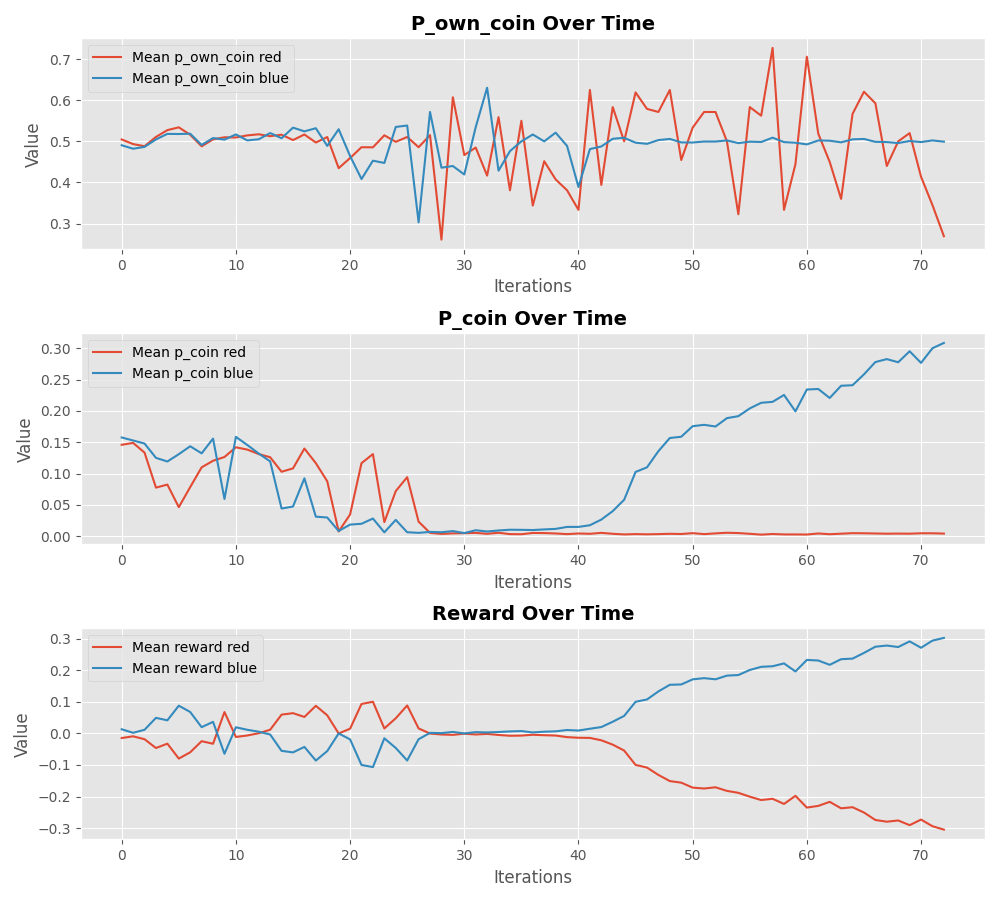 P_own_coin Over Time
Mean p_own_coin red
Mean p_own_coin blue
Value
0.7
0.6
0.5
0.4
0.3
0 10 20 30 40 50 60 70
Iterations
P_coin Over Time
Mean p_coin red
Mean p_coin blue
Value
0.30
0.25
0.20
0.15
0.10
0.05
0.00
0 10 20 30 40 50 60 70
Iterations
Reward Over Time
Mean reward red
Mean reward blue
Value
0.3
0.2
0.1
0.0
−0.1
−0.2
−0.3
0 10 20 30 40 50 60 70
Iterations